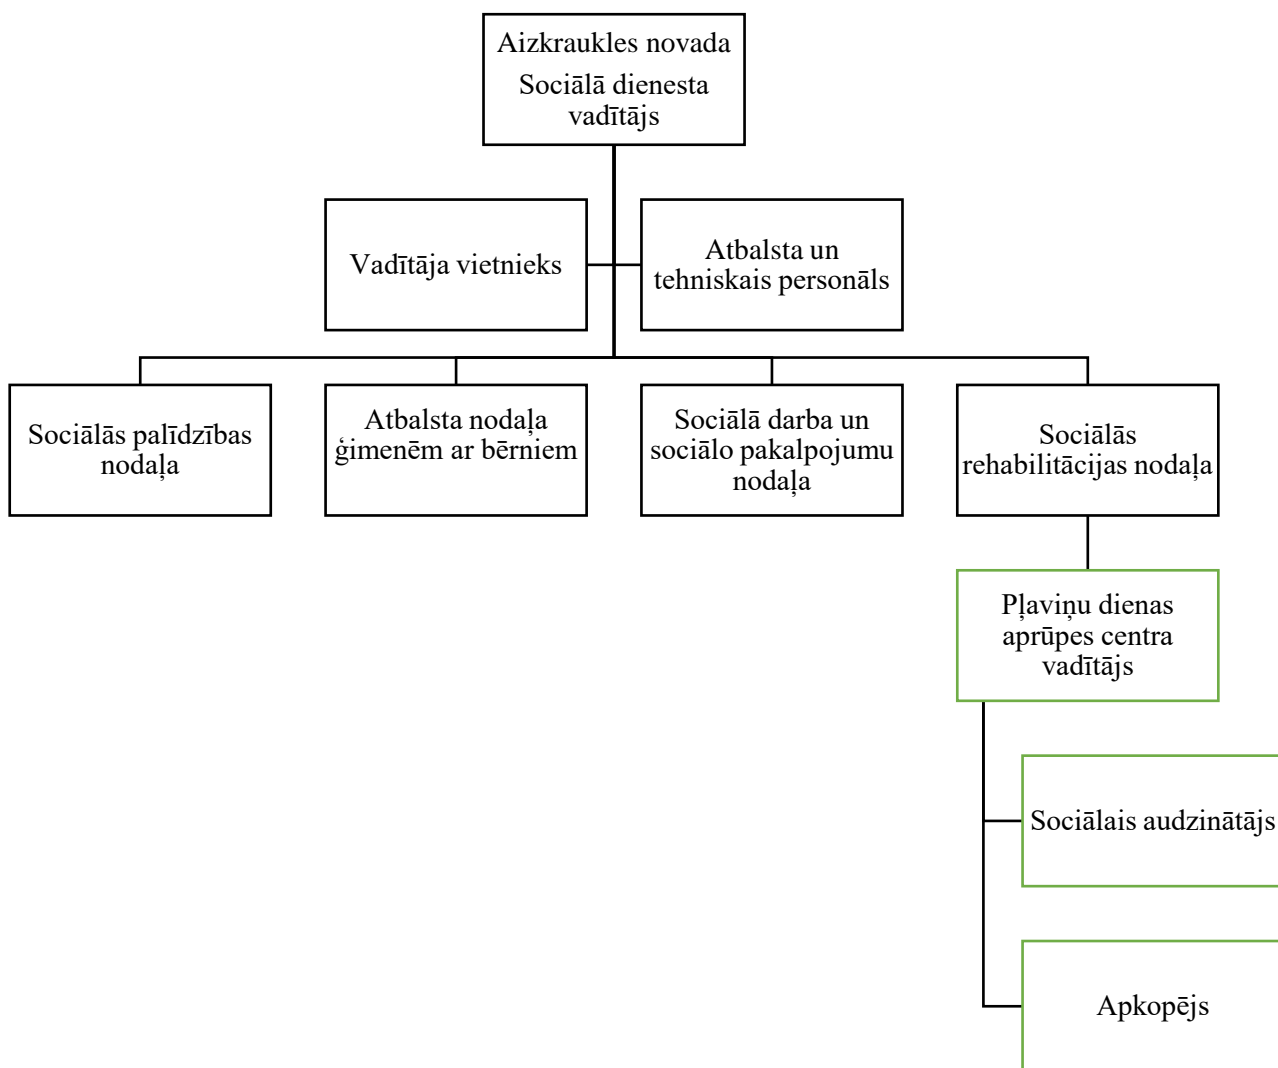 Aizkraukles novada
Sociālā dienesta
vadītājs
Vadītāja vietnieks
Atbalsta un
tehniskais personāls
Sociālās palīdzības
nodaļa
Atbalsta nodaļa
ģimenēm ar bērniem
Sociālā darba un
sociālo pakalpojumu
nodaļa
Sociālās
rehabilitācijas nodaļa
Pļaviņu dienas
aprūpes centra
vadītājs
Sociālais audzinātājs
Apkopējs